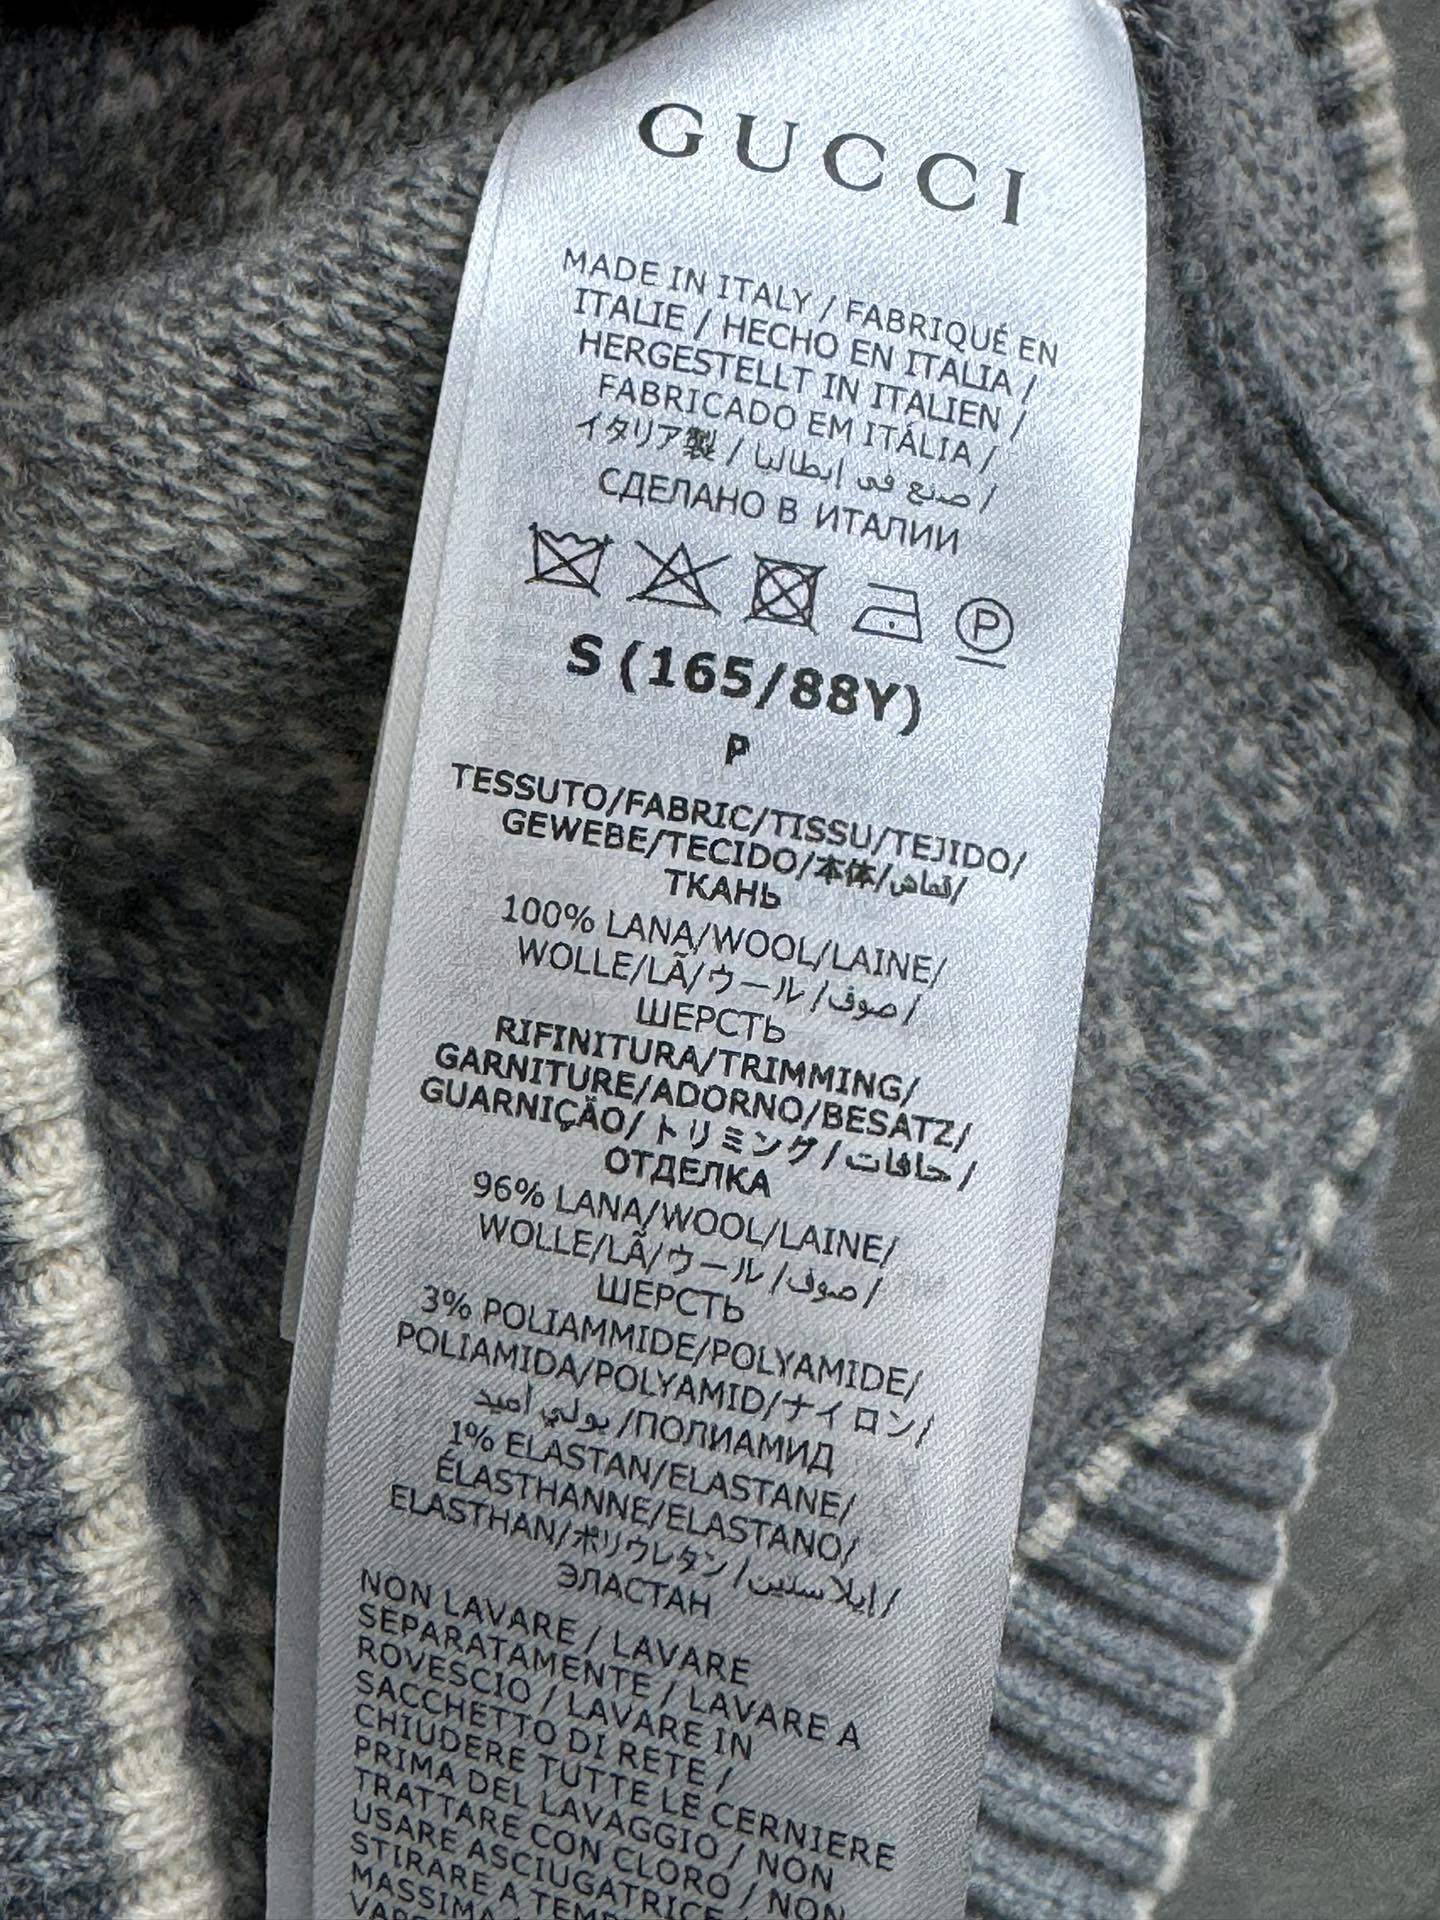 GUCCI
MADE IN ITALY / FABRIQUÉ EN
ITALIE / HECHO EN ITALIA /
HERGESTELLT IN ITALIEN /
FABRICADO EM ITÁLIA /
イタリア製 / صنع في إيطاليا /
СДЕЛАНО В ИТАЛИИ
P
S (165/88Y)
P
TESSUTO/FABRIC/TISSU/TEJIDO/
GEWEBE/TECIDO/本体/قماش/
ТКАНЬ
100% LANA/WOOL/LAINE/
WOLLE/LÃ/ウール/صوف/
ШЕРСТЬ
RIFINITURA/TRIMMING/
GARNITURE/ADORNO/BESATZ/
GUARNIÇÃO/トリミング/حافات/
ОТДЕЛКА
96% LANA/WOOL/LAINE/
WOLLE/LÃ/ウール/صوف/
ШЕРСТЬ
3% POLIAMMIDE/POLYAMIDE/
POLIAMIDA/POLYAMID/ナイロン/
بولي أميد/ПОЛИАМИД
1% ELASTAN/ELASTANE/
ÉLASTHANNE/ELASTANO/
ELASTHAN/ポリウレタン/إيلاستين/
ЭЛАСТАН
NON LAVARE / LAVARE
SEPARATAMENTE / LAVARE A
ROVESCIO / LAVARE IN
SACCHETTO DI RETE /
CHIUDERE TUTTE LE CERNIERE
PRIMA DEL LAVAGGIO / NON
TRATTARE CON CLORO / NON
USARE ASCIUGATRICE
STIRARE A
MASSIMA